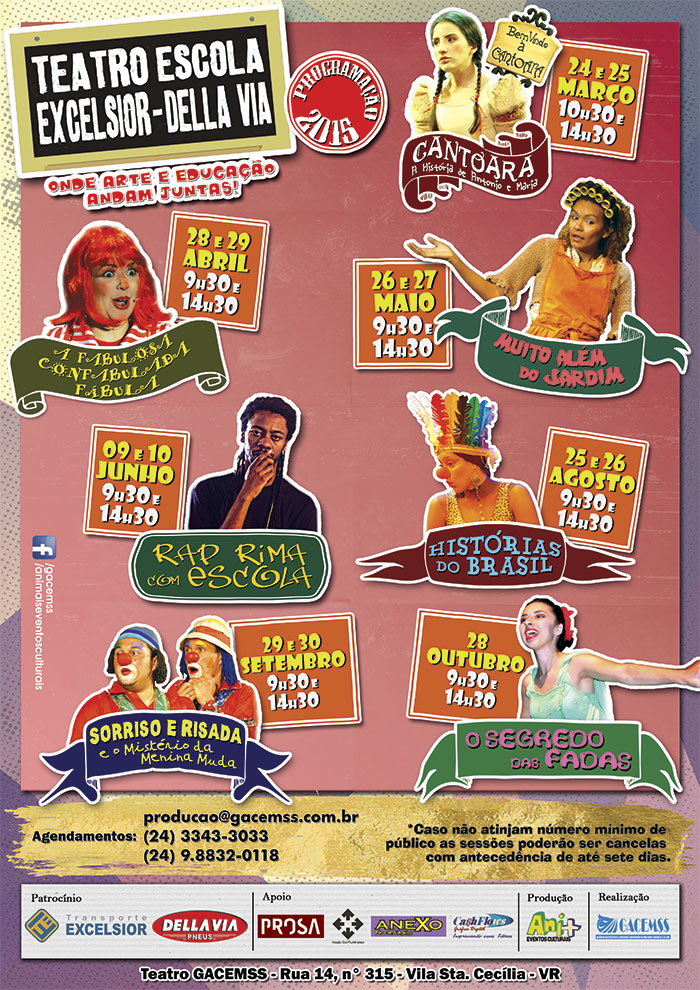 TEATRO ESCOLA
EXCELSIOR-DELLA VIA
ONDE ARTE E EDUCAÇÃO
ANDAM JUNTAS!
PROGRAMAÇÃO
2015
BEM VINDO
à
CANTOARA
CANTOARA
A História de Antonio e Maria
24 E 25
MARÇO
10H30 E
14H30
28 E 29
ABRIL
9H30 E
14H30
A FABULOSA
CONFABULADA
FÁBULA
26 E 27
MAIO
9H30 E
14H30
MUITO ALÉM
DO JARDIM
09 E 10
JUNHO
9H30 E
14H30
RAP RIMA
COM ESCOLA
25 E 26
AGOSTO
9H30 E
14H30
HISTÓRIAS
DO BRASIL
29 E 30
SETEMBRO
9H30 E
14H30
SORRISO E RISADA
e o Mistério da
Menina Muda
28
OUTUBRO
9H30 E
14H30
O SEGREDO
DAS FADAS
/gacemss
/animaiseventosculturais
producao@gacemss.com.br
Agendamentos: (24) 3343-3033
(24) 9.8832-0118
*Caso não atinjam número mínimo de
público as sessões poderão ser cancelas
com antecedência de até sete dias.
Patrocínio
Transporte
EXCELSIOR
DELLA VIA
PNEUS
Apoio
PROSA
ANEXO
CashFlows
Gráfica Digital
Produção
Ani+
EVENTOS CULTURAIS
Realização
GACEMSS
Teatro GACEMSS - Rua 14, n° 315 - Vila Sta. Cecília - VR